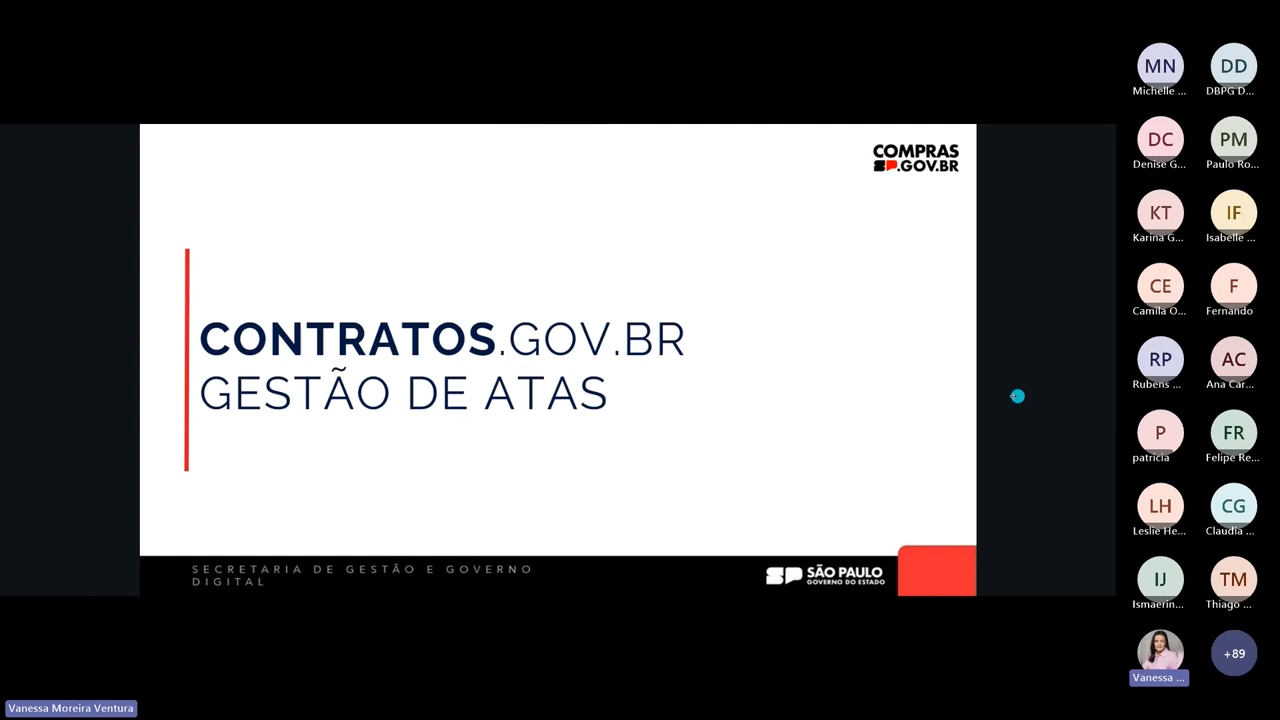 COMPRAS
SP.GOV.BR
CONTRATOS.GOV.BR
GESTÃO DE ATAS
SECRETARIA DE GESTÃO E GOVERNO
DIGITAL
SP SÃO PAULO
GOVERNO DO ESTADO
MN DD
Michelle ... DBPG D...
DC PM
Denise G... Paulo Ro...
KT IF
Karina G... Isabelle ...
CE F
Camila O... Fernando
RP AC
Rubens ... Ana Car...
P FR
patricia Felipe Re...
LH CG
Leslie He... Claudia ...
IJ TM
Ismaerin... Thiago ...
+89
Vanessa ...
Vanessa Moreira Ventura